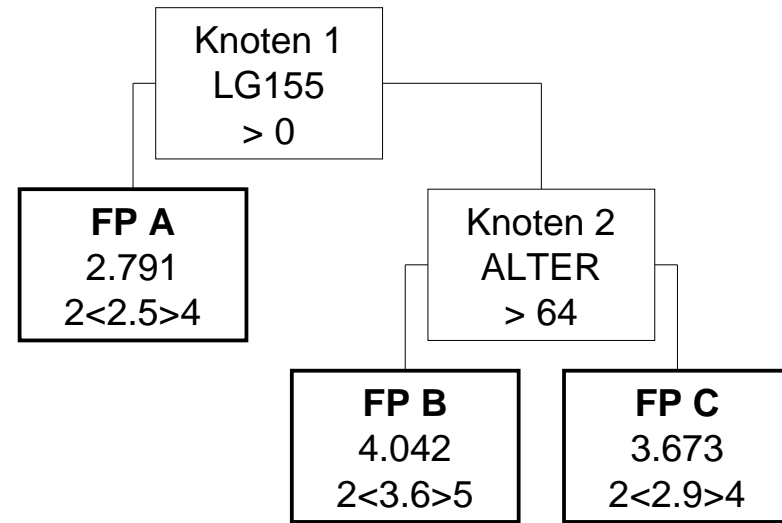 Knoten 1
LG155
> 0
FP A
2.791
2<2.5>4
Knoten 2
ALTER
> 64
FP B
4.042
2<3.6>5
FP C
3.673
2<2.9>4